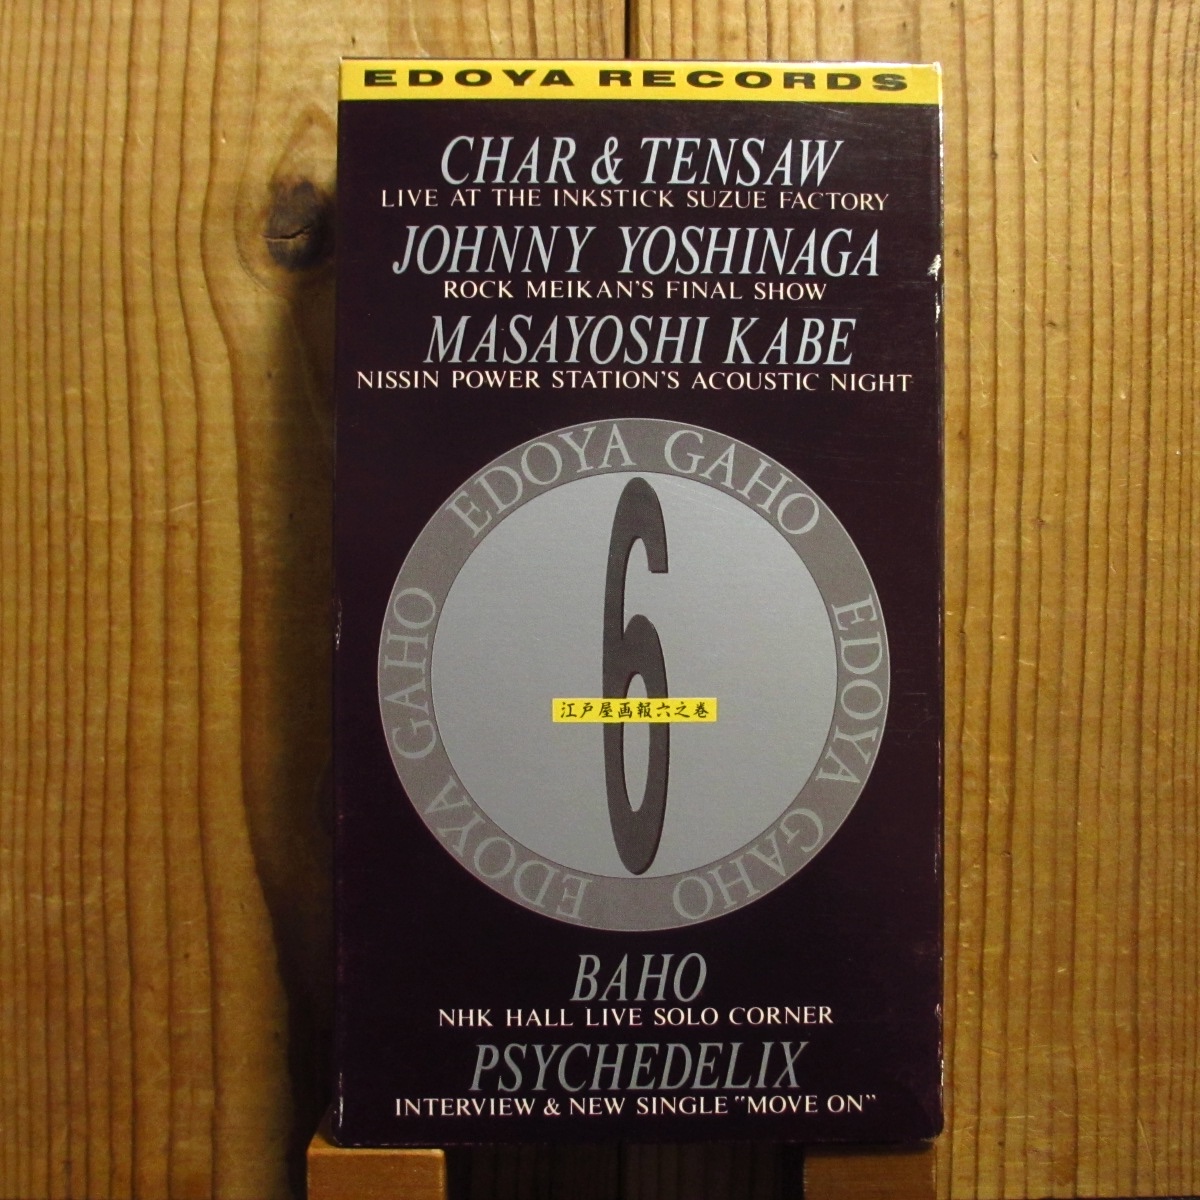 EDOYA RECORDS
CHAR & TENSAW
LIVE AT THE INKSTICK SUZUE FACTORY
JOHNNY YOSHINAGA
ROCK MEIKAN'S FINAL SHOW
MASAYOSHI KABE
NISSIN POWER STATION'S ACOUSTIC NIGHT
EDOYA GAHO EDOYA GAHO EDOYA GAHO
6
江戸屋画報六之巻
BAHO
NHK HALL LIVE SOLO CORNER
PSYCHEDELIX
INTERVIEW & NEW SINGLE "MOVE ON"